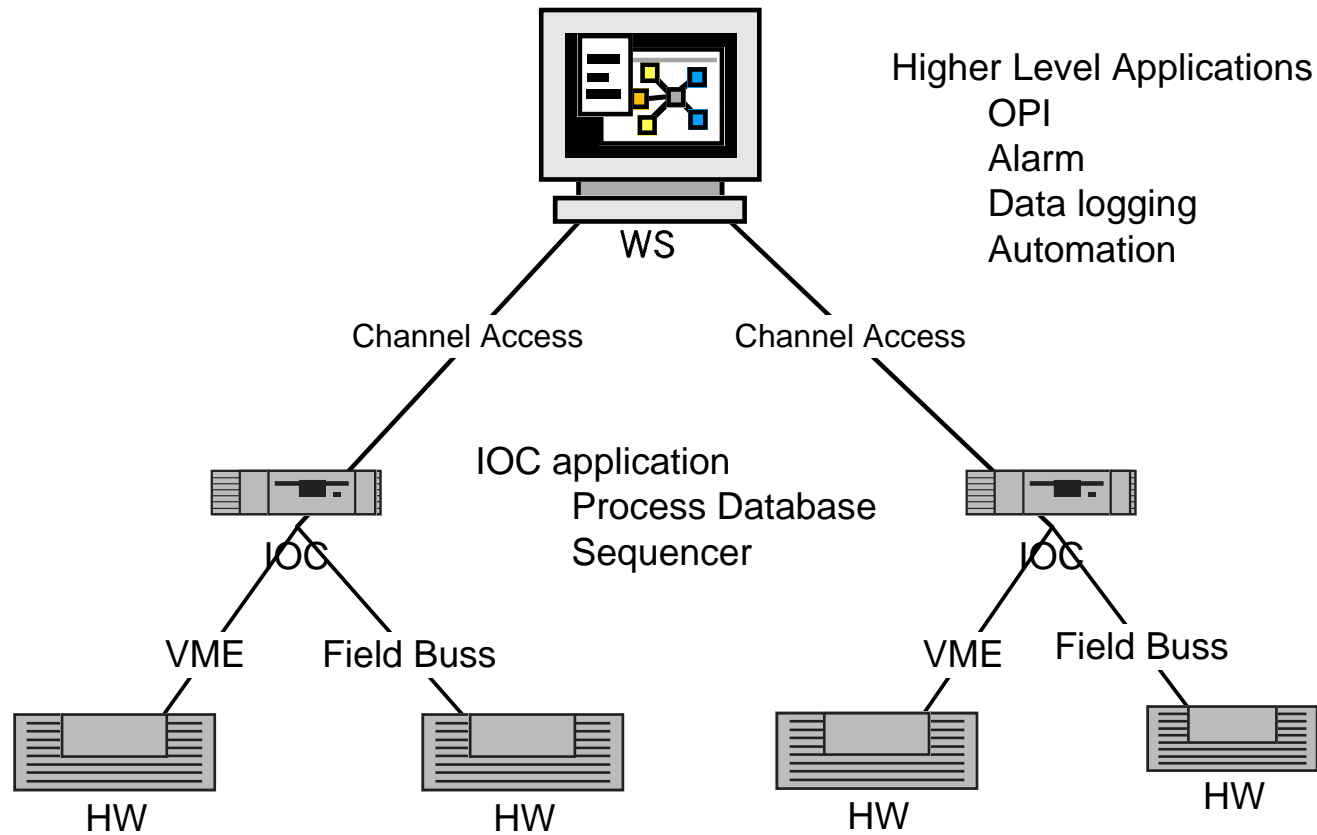 Higher Level Applications
OPI
Alarm
Data logging
Automation
WS
Channel Access
Channel Access
IOC application
Process Database
Sequencer
IOC
IOC
VME
Field Buss
VME
Field Buss
HW
HW
HW
HW